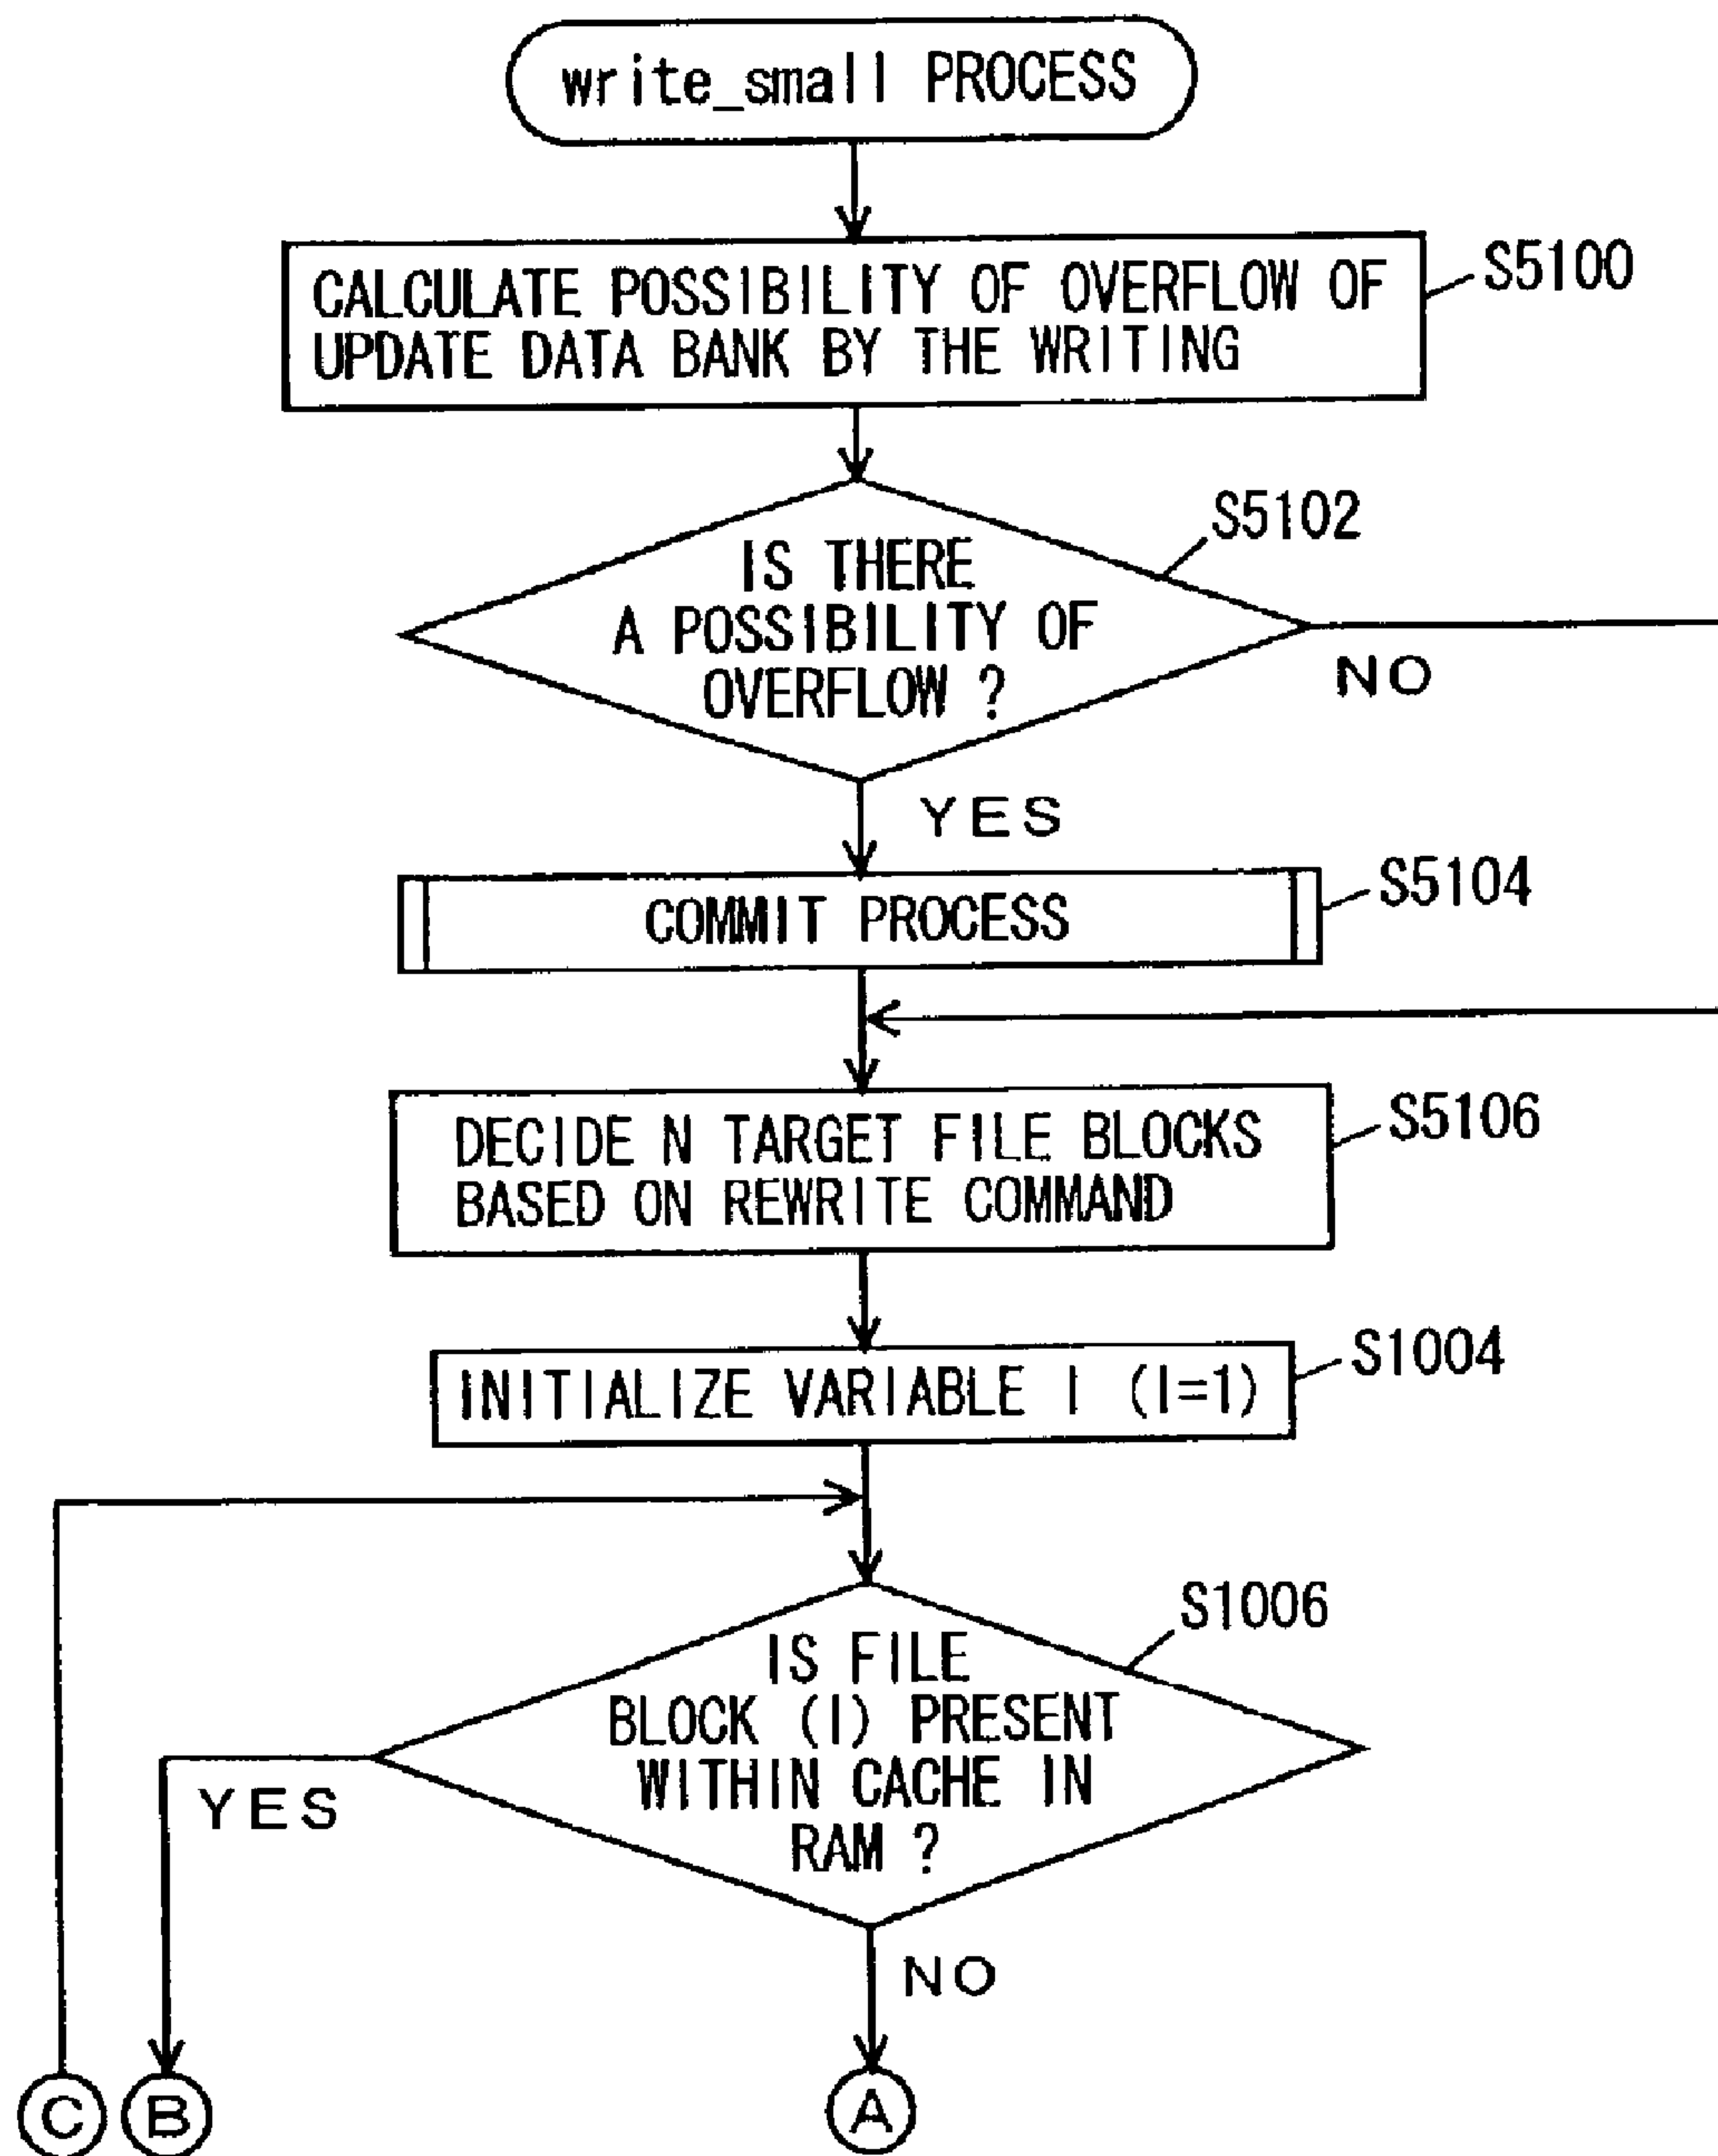 write_small PROCESS
CALCULATE POSSIBILITY OF OVERFLOW OF
UPDATE DATA BANK BY THE WRITING
S5100
IS THERE
A POSSIBILITY OF
OVERFLOW ?
S5102
NO
YES
COMMIT PROCESS
S5104
DECIDE N TARGET FILE BLOCKS
BASED ON REWRITE COMMAND
S5106
INITIALIZE VARIABLE I (I=1)
S1004
IS FILE
BLOCK (I) PRESENT
WITHIN CACHE IN
RAM ?
S1006
YES
NO
C
B
A